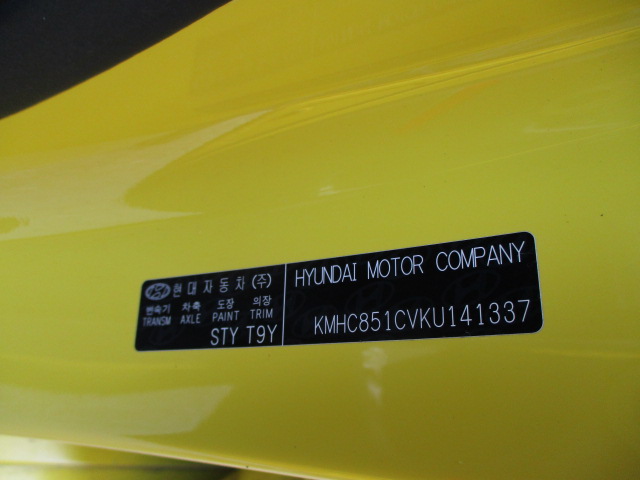 현대자동차(주)
변속기 차축 도장 의장
TRANSM AXLE PAINT TRIM
STY T9Y
HYUNDAI MOTOR COMPANY
KMHC851CVKU141337